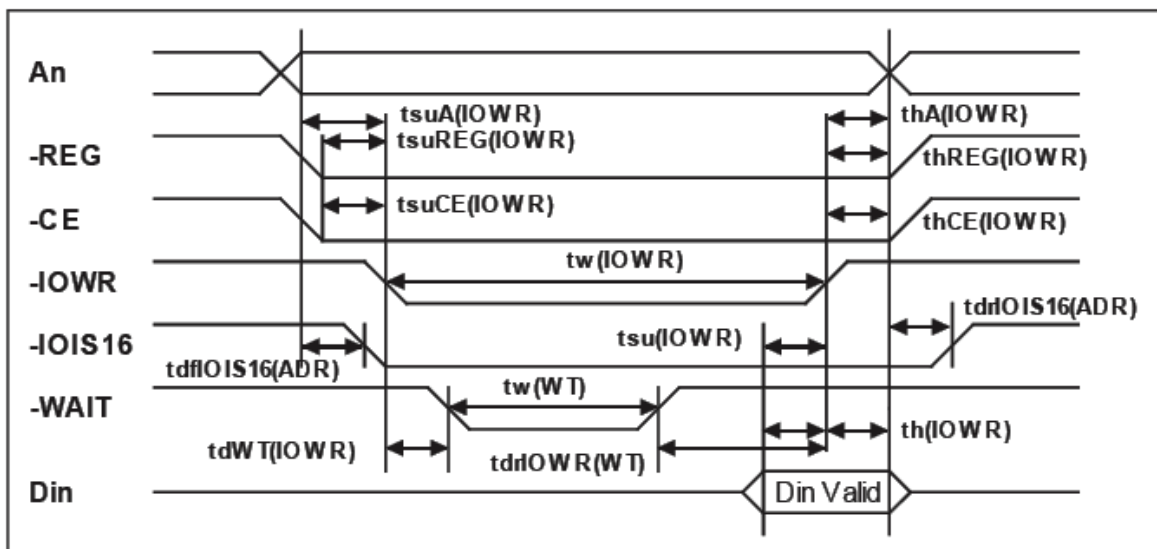 An
tsuA(IOWR)
thA(IOWR)
tsuREG(IOWR)
-REG
thREG(IOWR)
tsuCE(IOWR)
-CE
thCE(IOWR)
tw(IOWR)
-IOWR
tdrIOIS16(ADR)
tsu(IOWR)
-IOIS16
tdfIOIS16(ADR)
tw(WT)
-WAIT
th(IOWR)
tdWT(IOWR)
tdrIOWR(WT)
Din
Din Valid